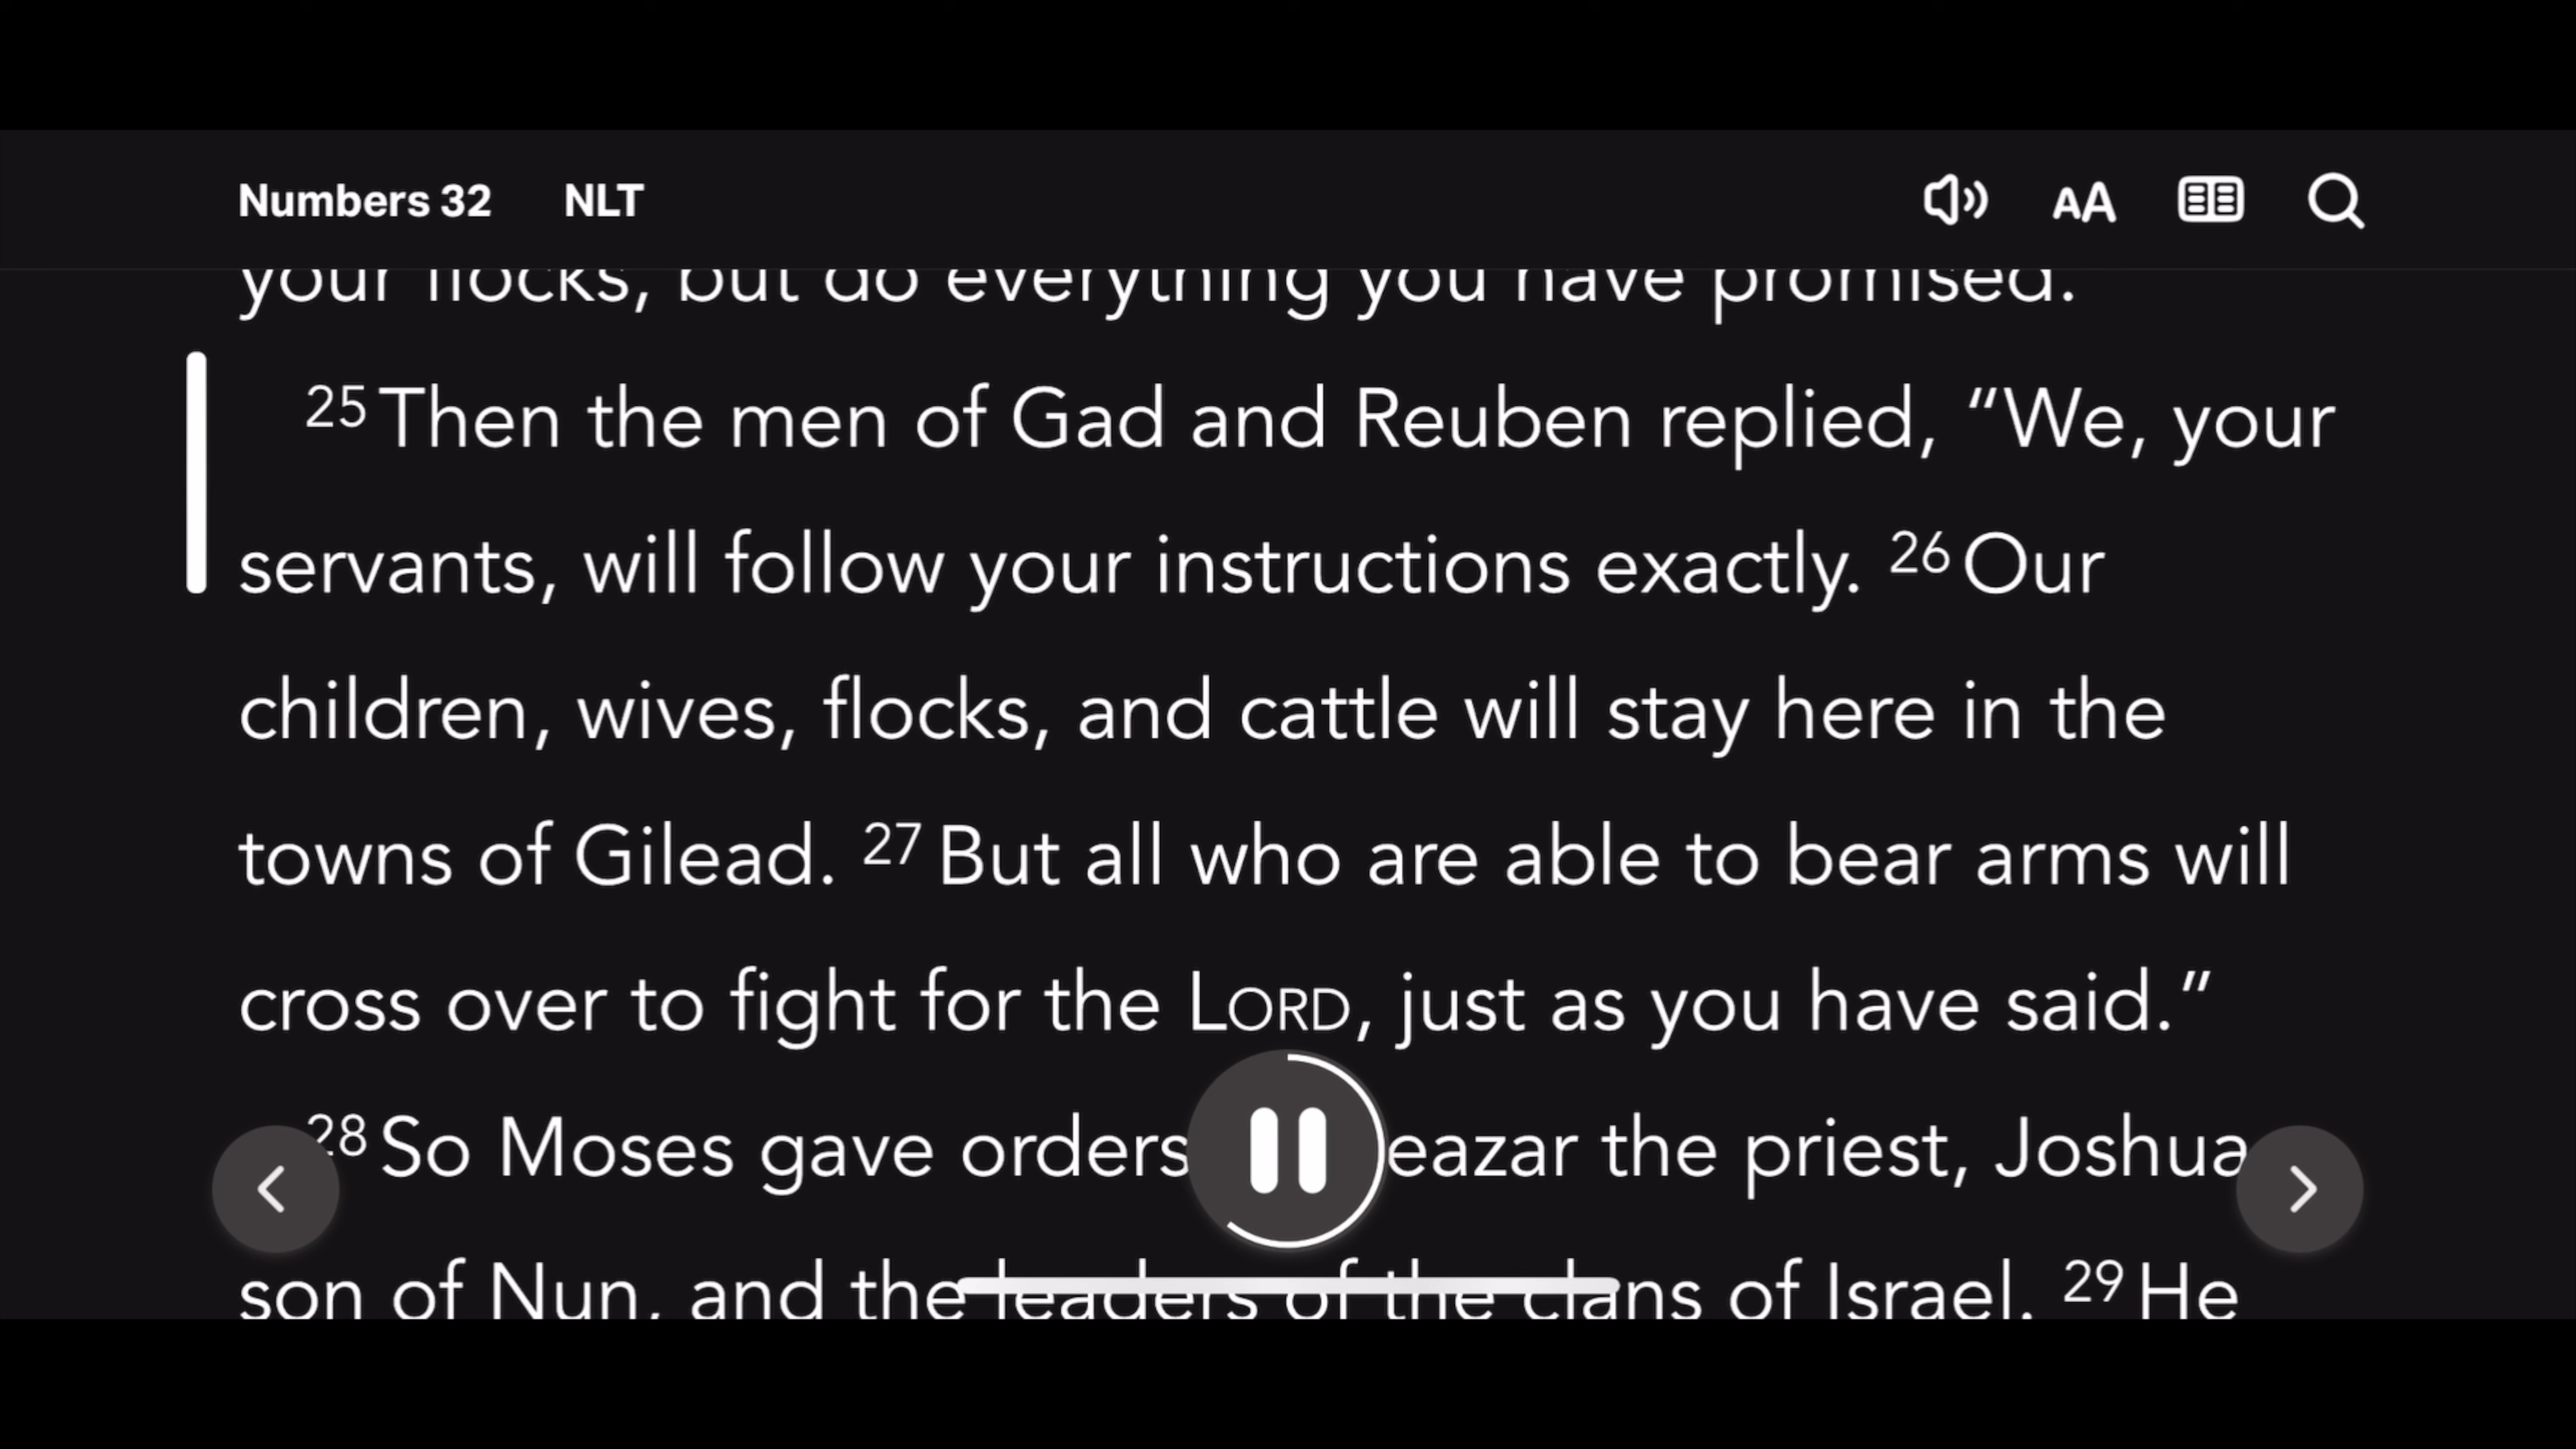 Numbers 32 NLT AA
your flocks, but do everything you have promised.
25 Then the men of Gad and Reuben replied, “We, your
servants, will follow your instructions exactly. 26 Our
children, wives, flocks, and cattle will stay here in the
towns of Gilead. 27 But all who are able to bear arms will
cross over to fight for the LORD, just as you have said.”
28 So Moses gave orders eazar the priest, Joshua
son of Nun, and the leaders of the clans of Israel. 29 He